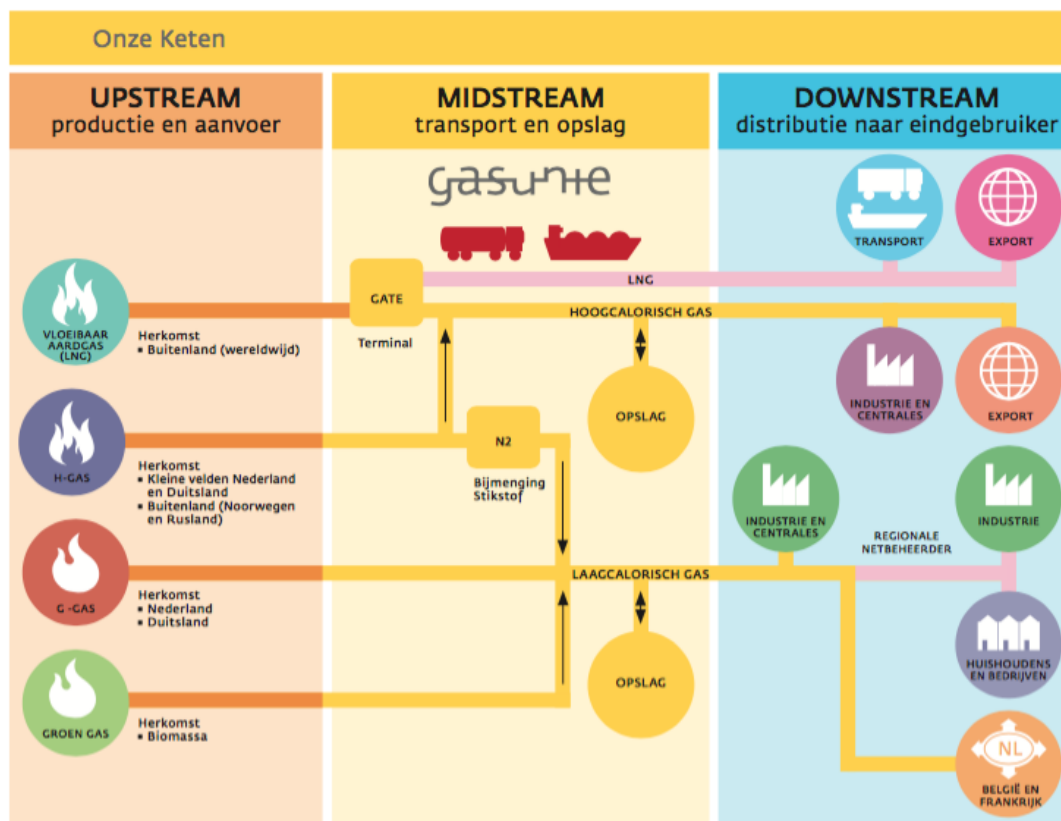 Onze Keten
UPSTREAM
productie en aanvoer
MIDSTREAM
transport en opslag
DOWNSTREAM
distributie naar eindgebruiker
gasunie
TRANSPORT
EXPORT
LNG
GATE
HOOGCALORISCH GAS
VLOEIBAAR
AARDGAS
(LNG)
Herkomst
▪ Buitenland (wereldwijd)
Terminal
INDUSTRIE EN
CENTRALES
EXPORT
OPSLAG
N2
H-GAS
Herkomst
▪ Kleine velden Nederland
en Duitsland
▪ Buitenland (Noorwegen
en Rusland)
Bijmenging
Stikstof
INDUSTRIE EN
CENTRALES
INDUSTRIE
REGIONALE
NETBEHEERDER
LAAGCALORISCH GAS
G -GAS
Herkomst
▪ Nederland
▪ Duitsland
HUISHOUDENS
EN BEDRIJVEN
OPSLAG
GROEN GAS
Herkomst
▪ Biomassa
NL
BELGIË EN
FRANKRIJK